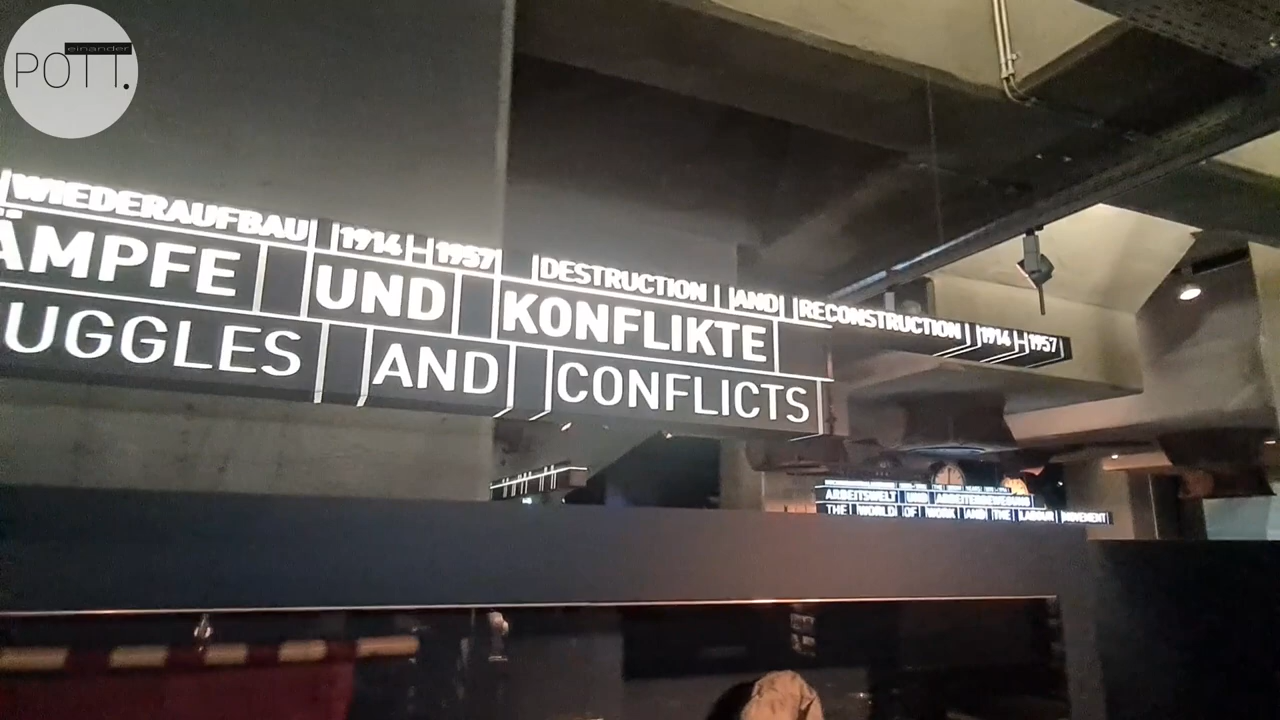 einander
POTT.
WIEDERAUFBAU 1914 – 1957 DESTRUCTION AND RECONSTRUCTION 1914 – 1957
ÄMPFE UND KONFLIKTE
UGGLES AND CONFLICTS
ARBEITSWELT UND ARBEITERBEWEGUNG
THE WORLD OF WORK AND THE LABOUR MOVEMENT